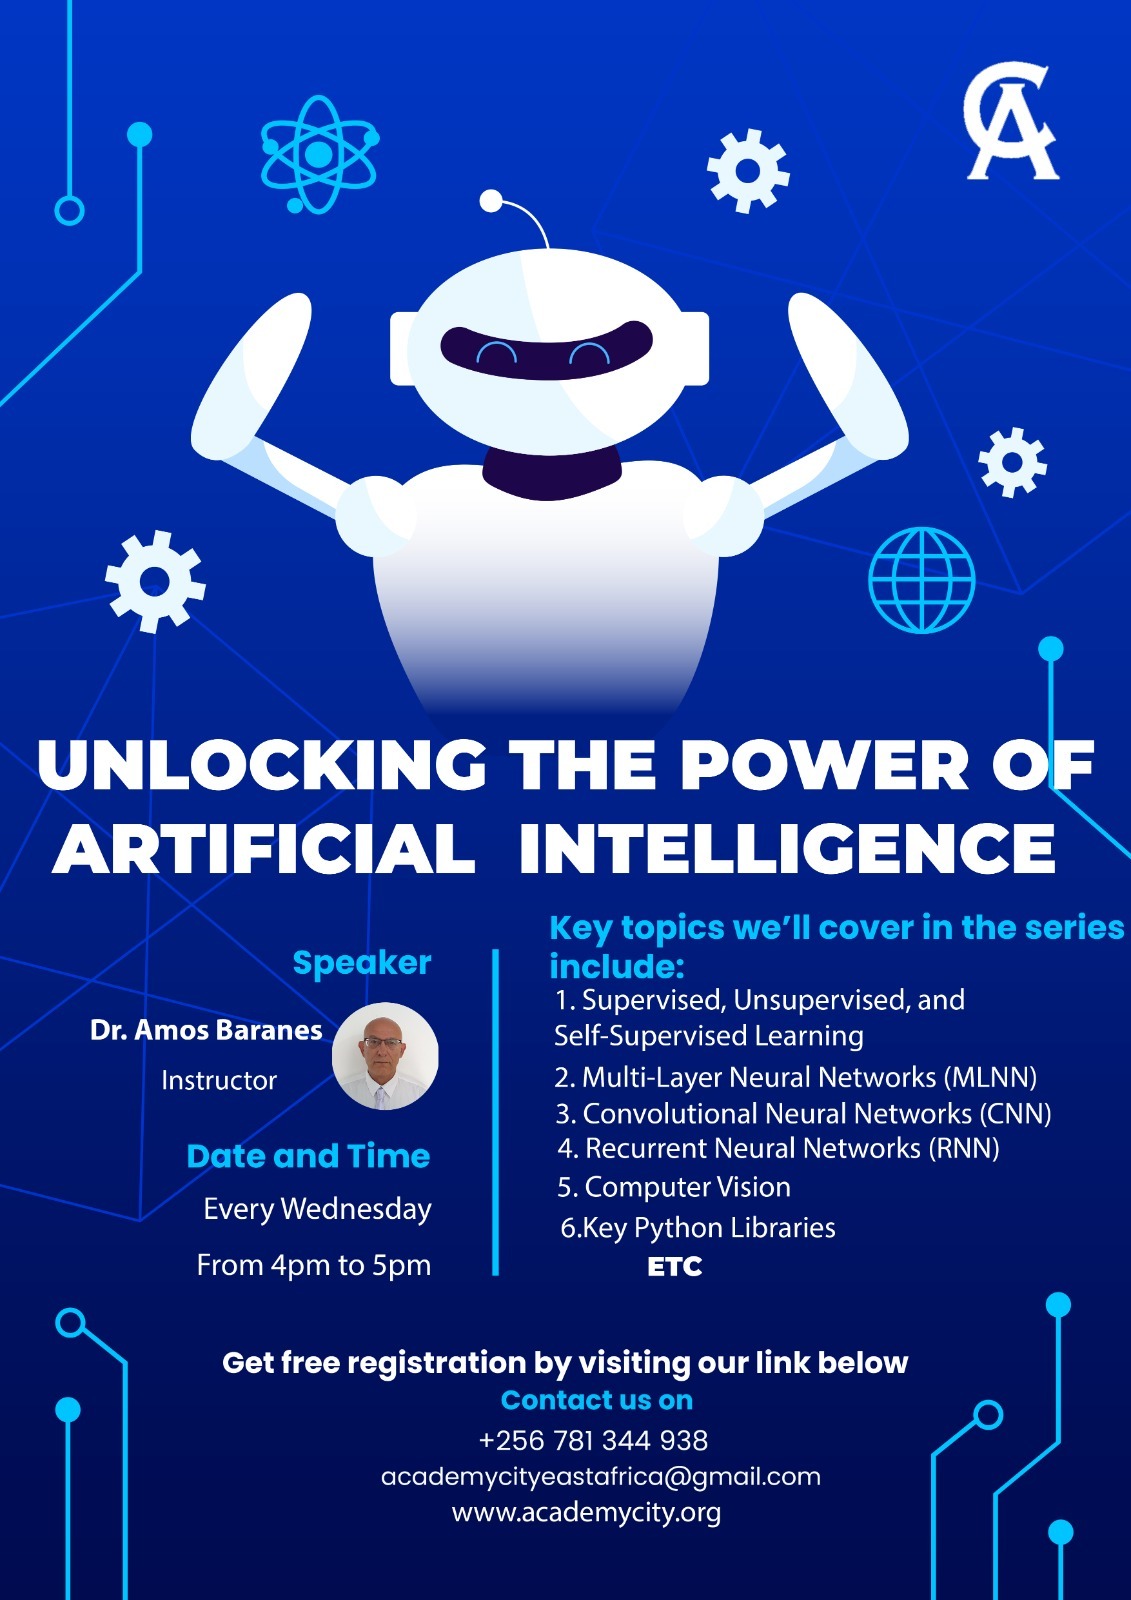 CA
UNLOCKING THE POWER OF
ARTIFICIAL INTELLIGENCE
Speaker
Dr. Amos Baranes
Instructor
Date and Time
Every Wednesday
From 4pm to 5pm
Key topics we'll cover in the series
include:
1. Supervised, Unsupervised, and
Self-Supervised Learning
2. Multi-Layer Neural Networks (MLNN)
3. Convolutional Neural Networks (CNN)
4. Recurrent Neural Networks (RNN)
5. Computer Vision
6.Key Python Libraries
ETC
Get free registration by visiting our link below
Contact us on
+256 781 344 938
academycityeastafrica@gmail.com
www.academycity.org